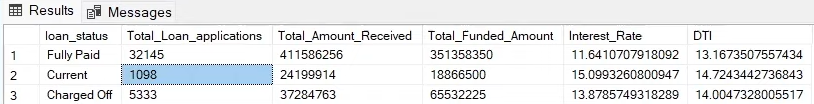 Results Messages
loan_status Total_Loan_applications Total_Amount_Received Total_Funded_Amount Interest_Rate DTI
1 Fully Paid 32145 411586256 351358350 11.6410707918092 13.1673507557434
2 Current 1098 24199914 18866500 15.0993260800947 14.7243442736843
3 Charged Off 5333 37284763 65532225 13.8785749318289 14.0047328005517